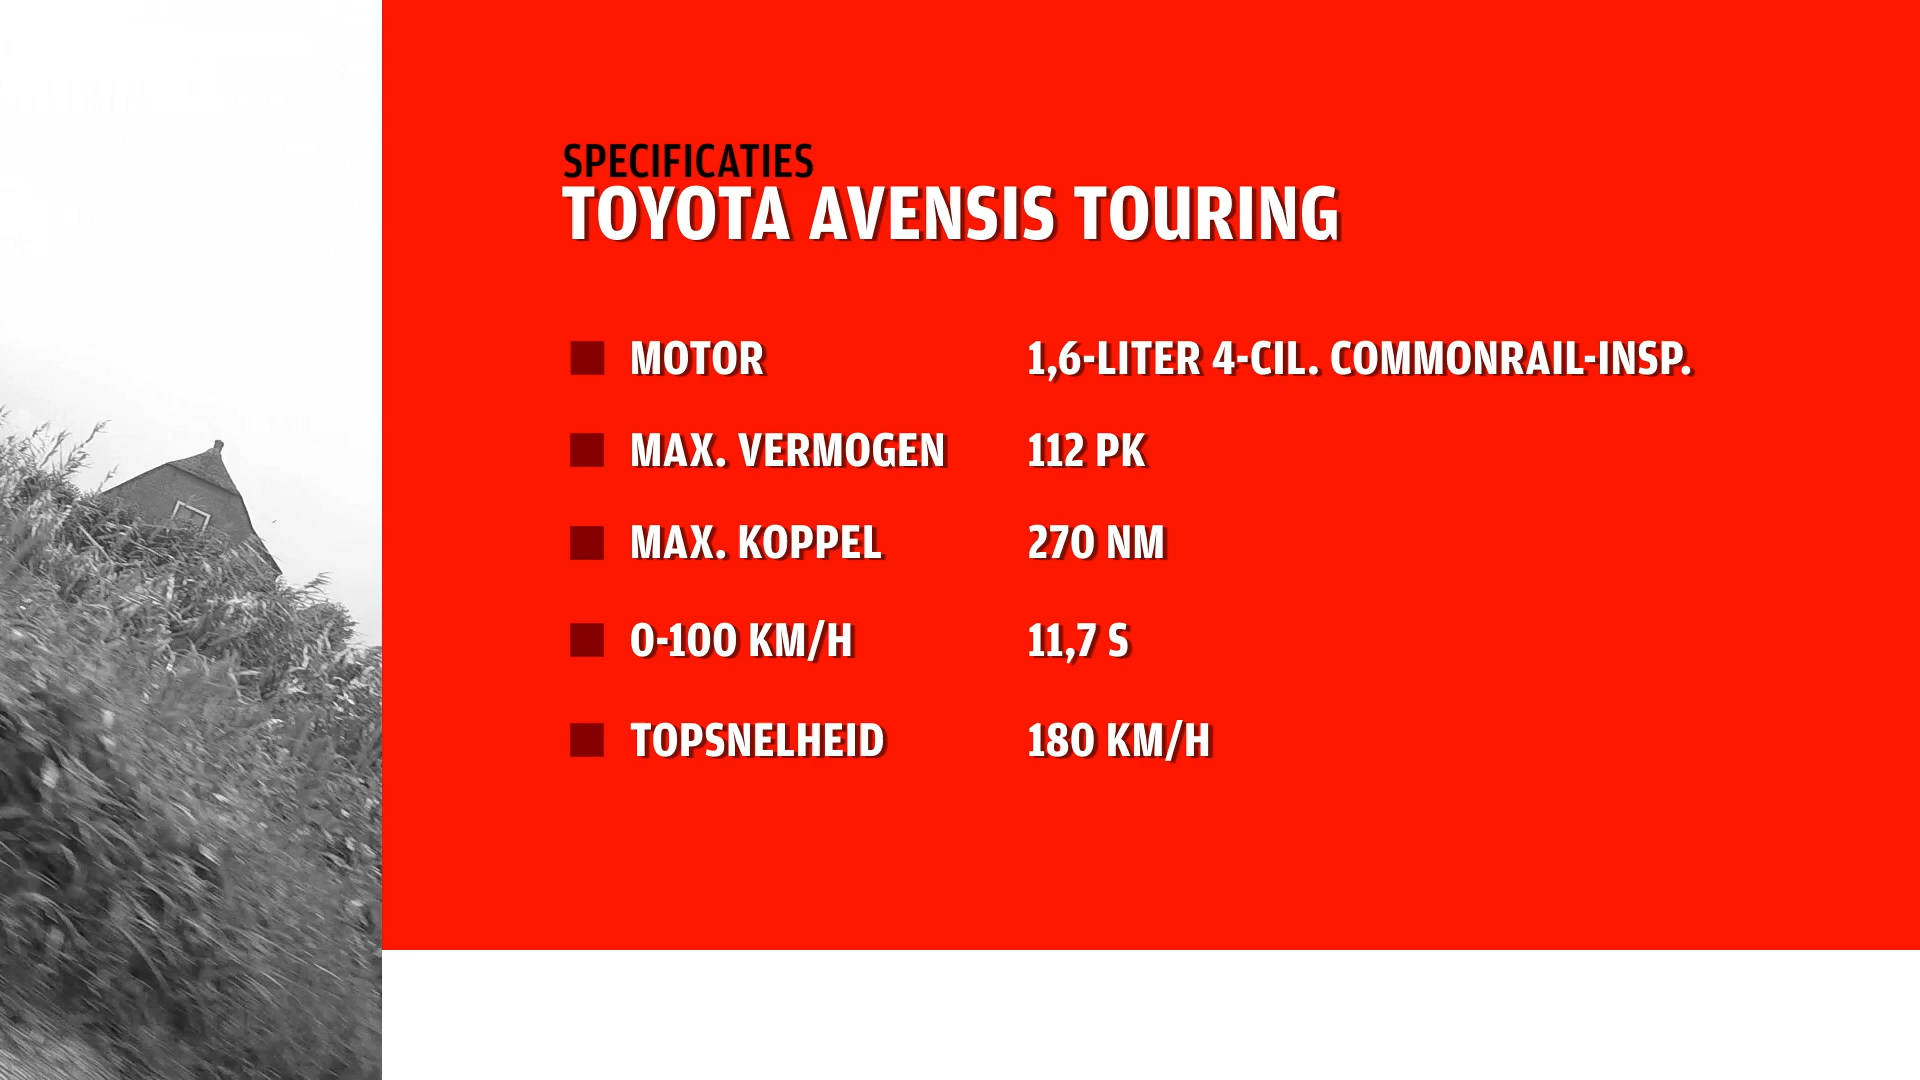 SPECIFICATIES
TOYOTA AVENSIS TOURING
MOTOR 1,6-LITER 4-CIL. COMMONRAIL-INSP.
MAX. VERMOGEN 112 PK
MAX. KOPPEL 270 NM
0-100 KM/H 11,7 S
TOPSNELHEID 180 KM/H